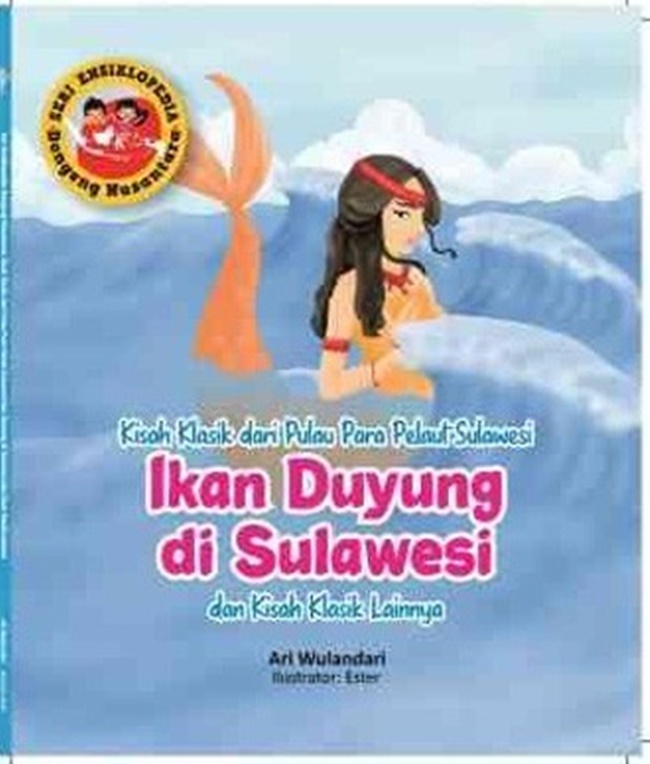 SERI ENSIKLOPEDIA
Dongeng Nusantara
Kisah Klasik dari Pulau Para Pelaut-Sulawesi
Ikan Duyung
di Sulawesi
dan Kisah Klasik Lainnya
Ari Wulandari
Ilustrator: Ester